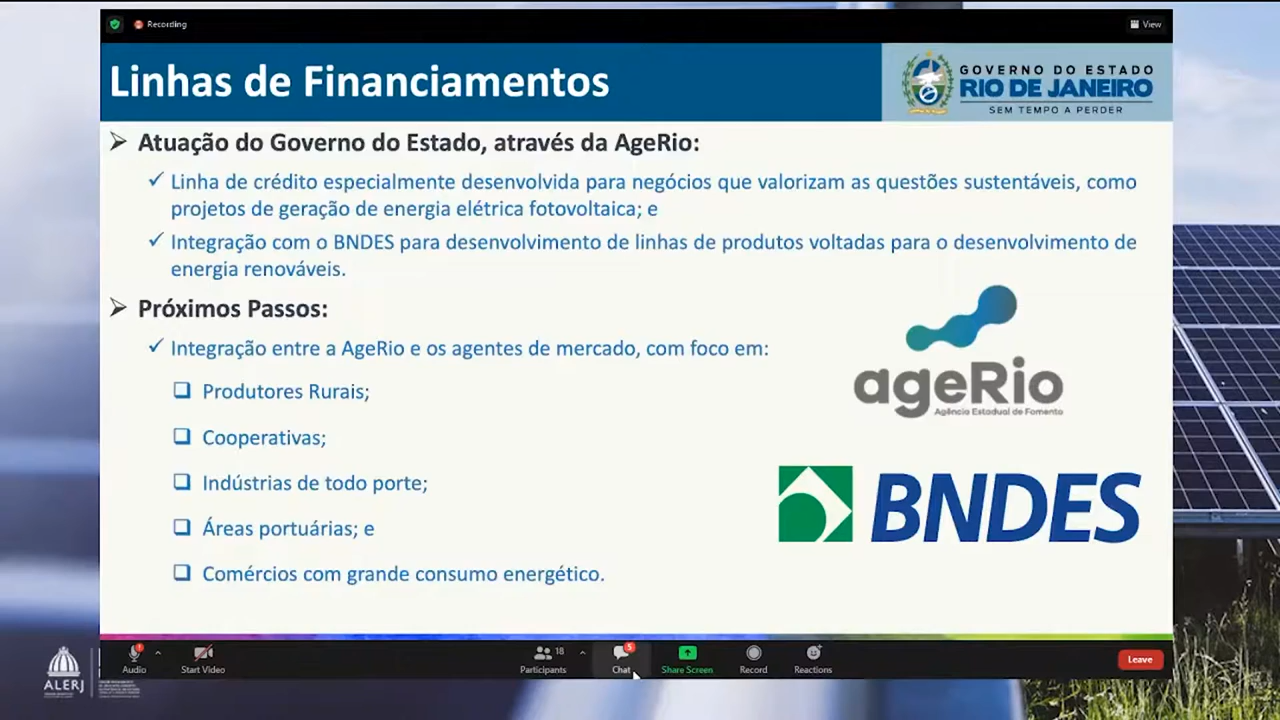 Recording
View
Linhas de Financiamentos
GOVERNO DO ESTADO
RIO DE JANEIRO
SEM TEMPO A PERDER
Atuação do Governo do Estado, através da AgeRio:
Linha de crédito especialmente desenvolvida para negócios que valorizam as questões sustentáveis, como
projetos de geração de energia elétrica fotovoltaica; e
Integração com o BNDES para desenvolvimento de linhas de produtos voltadas para o desenvolvimento de
energia renováveis.
Próximos Passos:
Integração entre a AgeRio e os agentes de mercado, com foco em:
Produtores Rurais;
Cooperativas;
Indústrias de todo porte;
Áreas portuárias; e
Comércios com grande consumo energético.
ageRio
Agência Estadual de Fomento
BNDES
Audio
Start Video
18
Participants
5
Chat
Share Screen
Record
Reactions
Leave
ALERJ